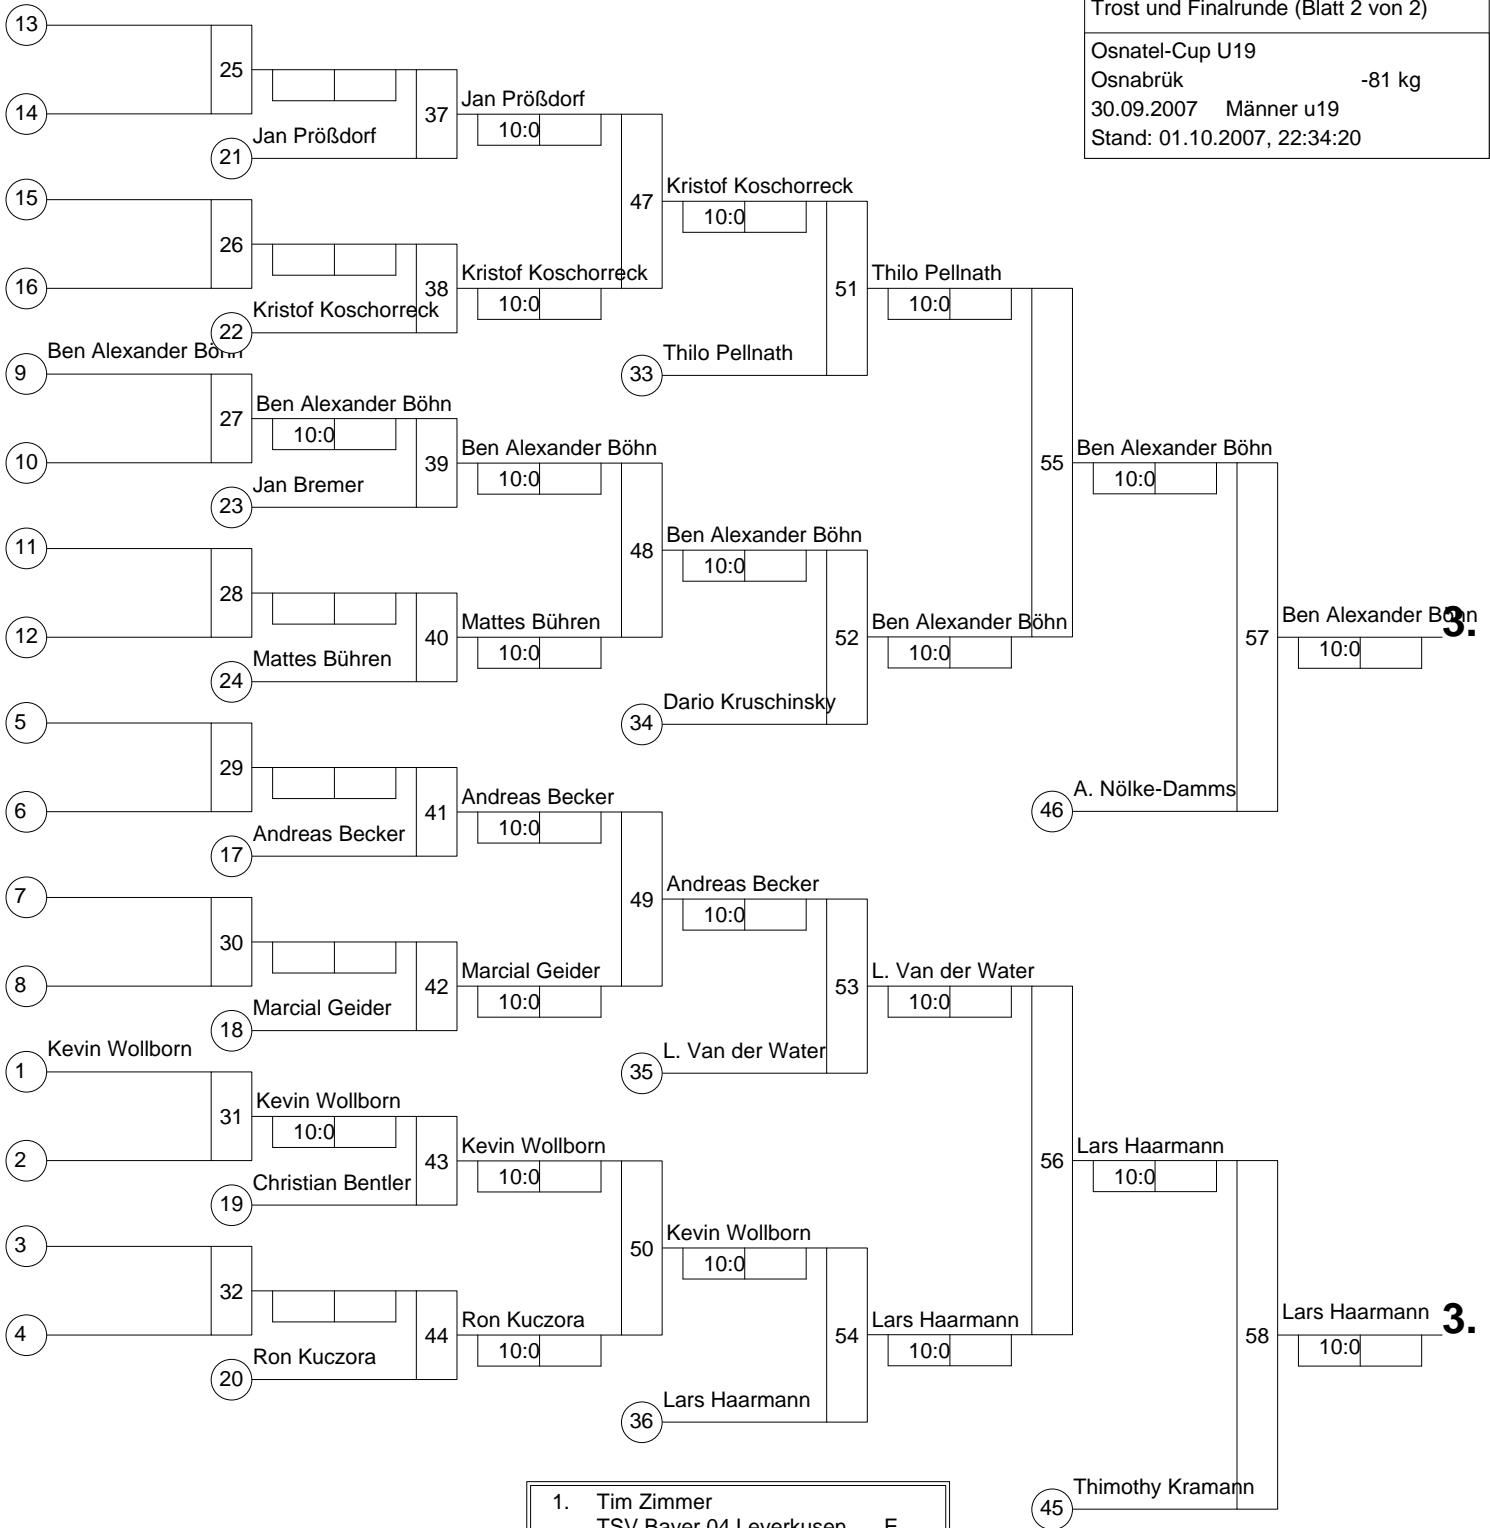 Trost und Finalrunde (Blatt 2 von 2)
Osnatel-Cup U19
Osnabrük -81 kg
30.09.2007 Männer u19
Stand: 01.10.2007, 22:34:20
13
25
14
37
Jan Prößdorf
10:0
Jan Prößdorf
21
15
47
Kristof Koschorreck
10:0
26
16
38
Kristof Koschorreck
10:0
Kristof Koschorreck
22
51
Thilo Pellnath
10:0
Thilo Pellnath
33
Ben Alexander Böhn
9
27
Ben Alexander Böhn
10:0
10
39
Ben Alexander Böhn
10:0
Jan Bremer
23
55
Ben Alexander Böhn
10:0
11
48
Ben Alexander Böhn
10:0
28
12
40
Mattes Bühren
10:0
Mattes Bühren
24
52
Ben Alexander Böhn
10:0
57
Ben Alexander Böhn
3.
10:0
Dario Kruschinsky
34
5
29
6
41
Andreas Becker
10:0
A. Nölke-Damms
46
Andreas Becker
17
7
49
Andreas Becker
10:0
30
8
42
Marcial Geider
10:0
53
L. Van der Water
10:0
Marcial Geider
18
L. Van der Water
35
Kevin Wollborn
1
31
Kevin Wollborn
10:0
2
43
Kevin Wollborn
10:0
56
Lars Haarmann
10:0
Christian Bentler
19
3
50
Kevin Wollborn
10:0
32
4
44
Ron Kuczora
10:0
54
Lars Haarmann
10:0
58
Lars Haarmann
3.
10:0
Ron Kuczora
20
Lars Haarmann
36
Thimothy Kramann
45
1. Tim Zimmer
TSV Bayer 04 Leverkusen F